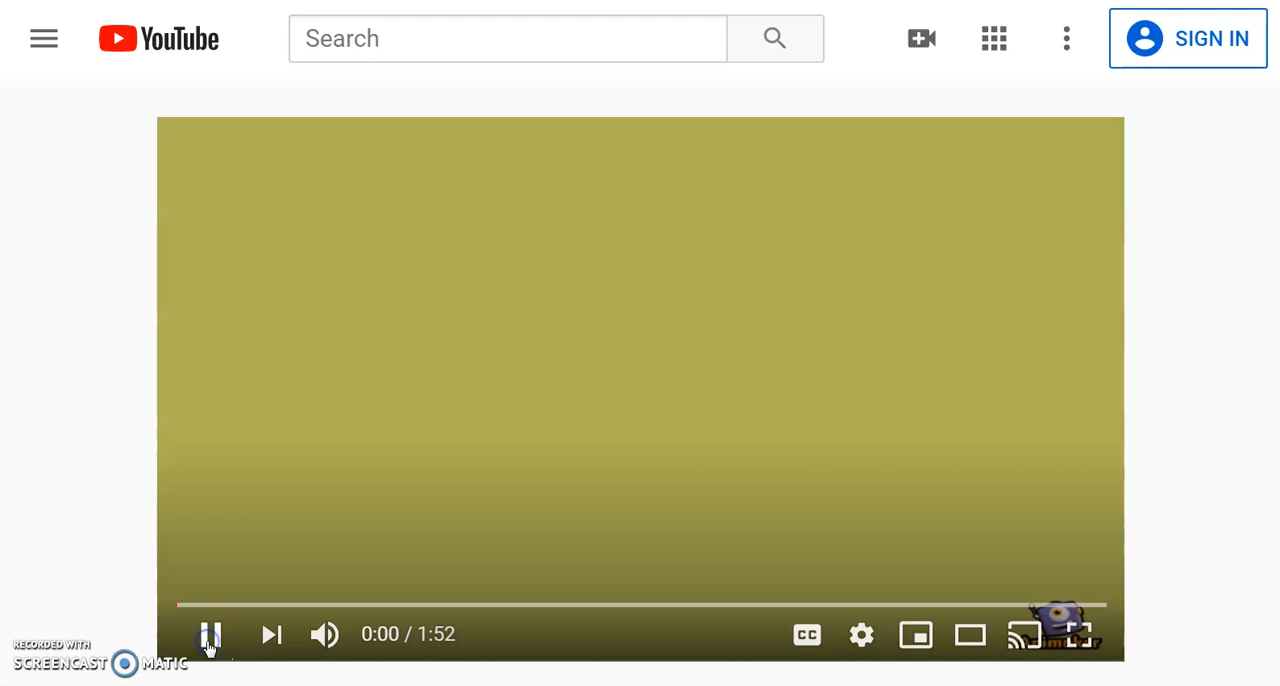 YouTube
Search
SIGN IN
0:00 / 1:52
CC
RECORDED WITH
SCREENCAST MATIC